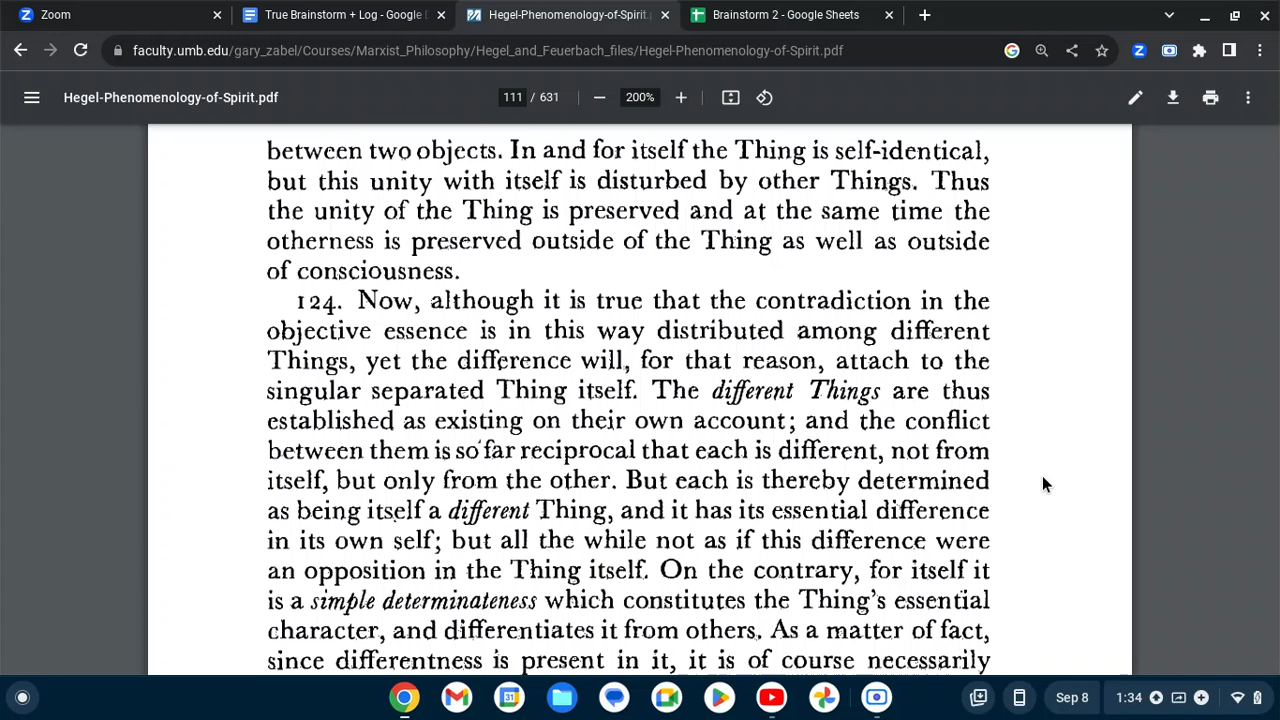 Zoom
True Brainstorm + Log - Google D
Hegel-Phenomenology-of-Spirit.p
Brainstorm 2 - Google Sheets
faculty.umb.edu/gary_zabel/Courses/Marxist_Philosophy/Hegel_and_Feuerbach_files/Hegel-Phenomenology-of-Spirit.pdf
Hegel-Phenomenology-of-Spirit.pdf
111 / 631
200%
between two objects. In and for itself the Thing is self-identical,
but this unity with itself is disturbed by other Things. Thus
the unity of the Thing is preserved and at the same time the
otherness is preserved outside of the Thing as well as outside
of consciousness.
124. Now, although it is true that the contradiction in the
objective essence is in this way distributed among different
Things, yet the difference will, for that reason, attach to the
singular separated Thing itself. The different Things are thus
established as existing on their own account; and the conflict
between them is so far reciprocal that each is different, not from
itself, but only from the other. But each is thereby determined
as being itself a different Thing, and it has its essential difference
in its own self; but all the while not as if this difference were
an opposition in the Thing itself. On the contrary, for itself it
is a simple determinateness which constitutes the Thing's essential
character, and differentiates it from others. As a matter of fact,
since differentness is present in it, it is of course necessarily
31
Sep 8
1:34